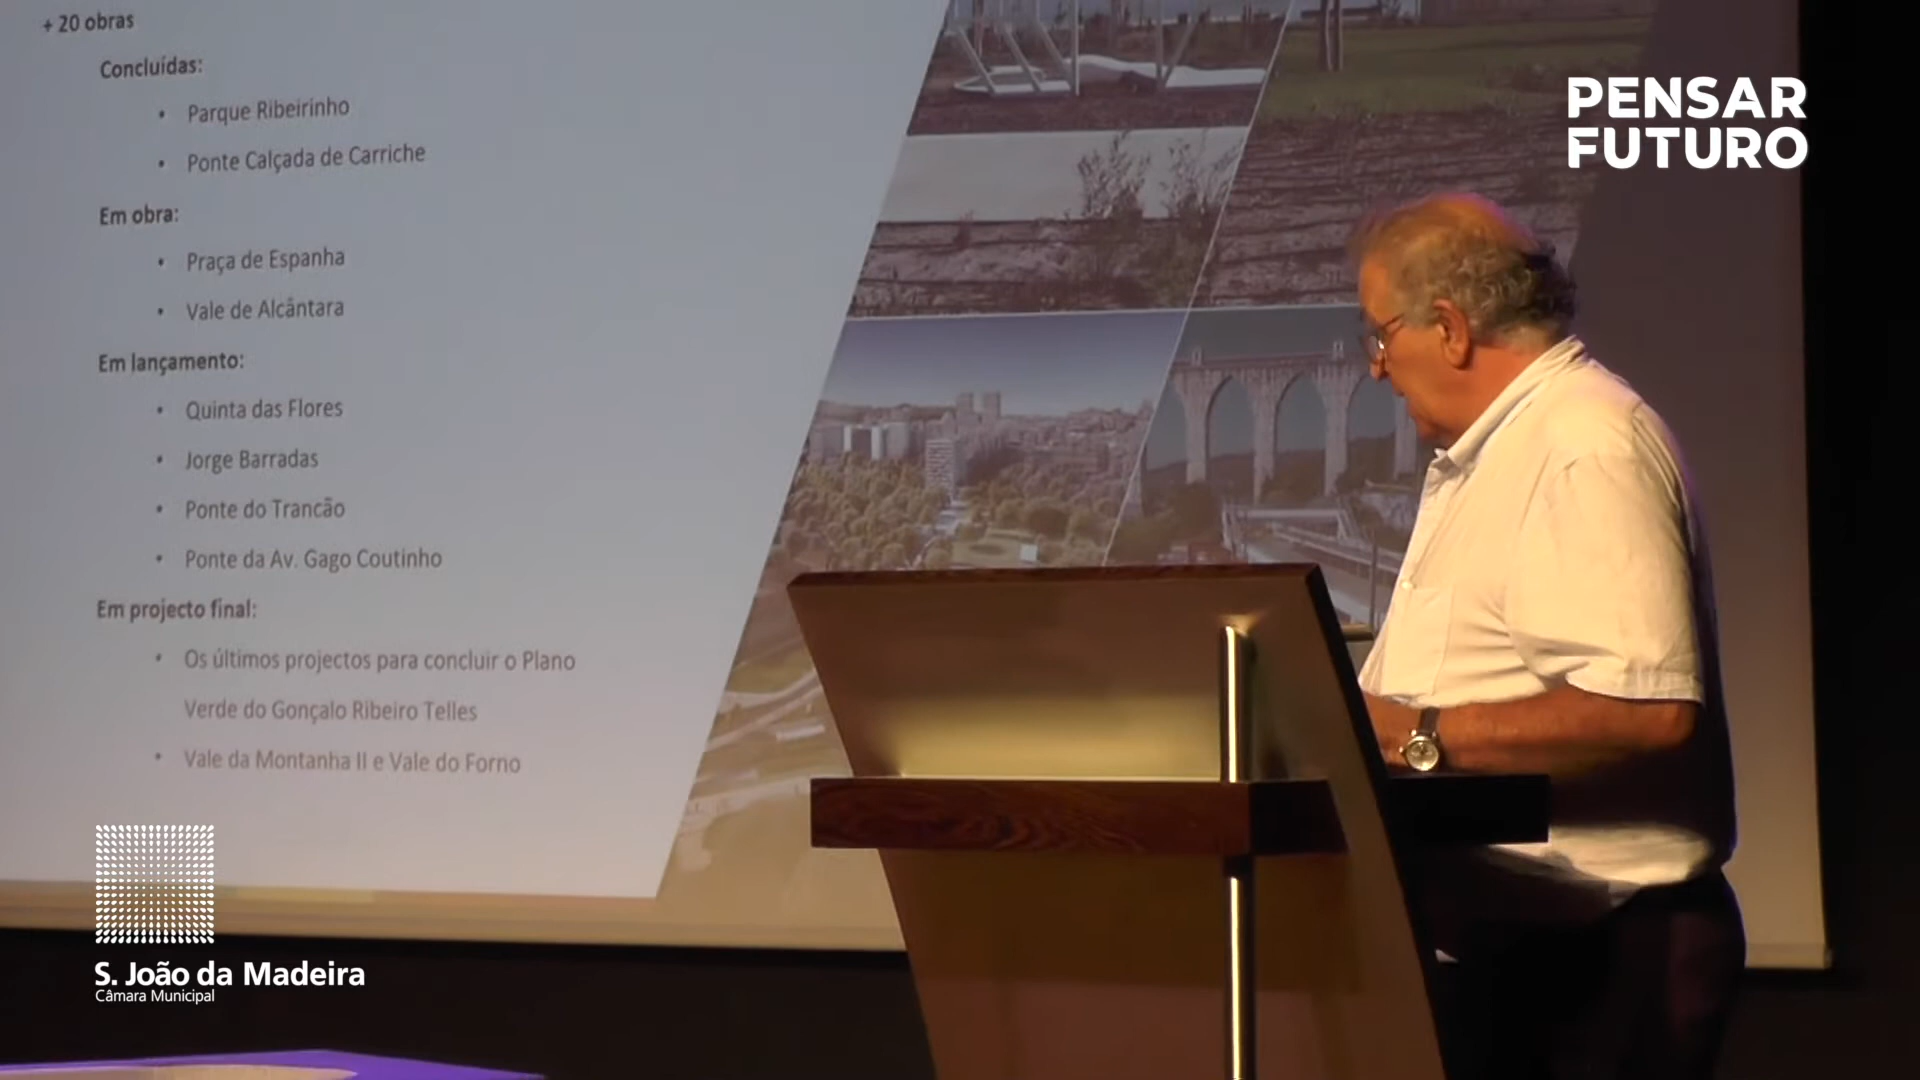 + 20 obras
Concluídas:
• Parque Ribeirinho
• Ponte Calçada de Carriche
Em obra:
• Praça de Espanha
• Vale de Alcântara
Em lançamento:
• Quinta das Flores
• Jorge Barradas
• Ponte do Trancão
• Ponte da Av. Gago Coutinho
Em projecto final:
• Os últimos projectos para concluir o Plano
Verde do Gonçalo Ribeiro Telles
• Vale da Montanha II e Vale do Forno
PENSAR
FUTURO
S. João da Madeira
Câmara Municipal